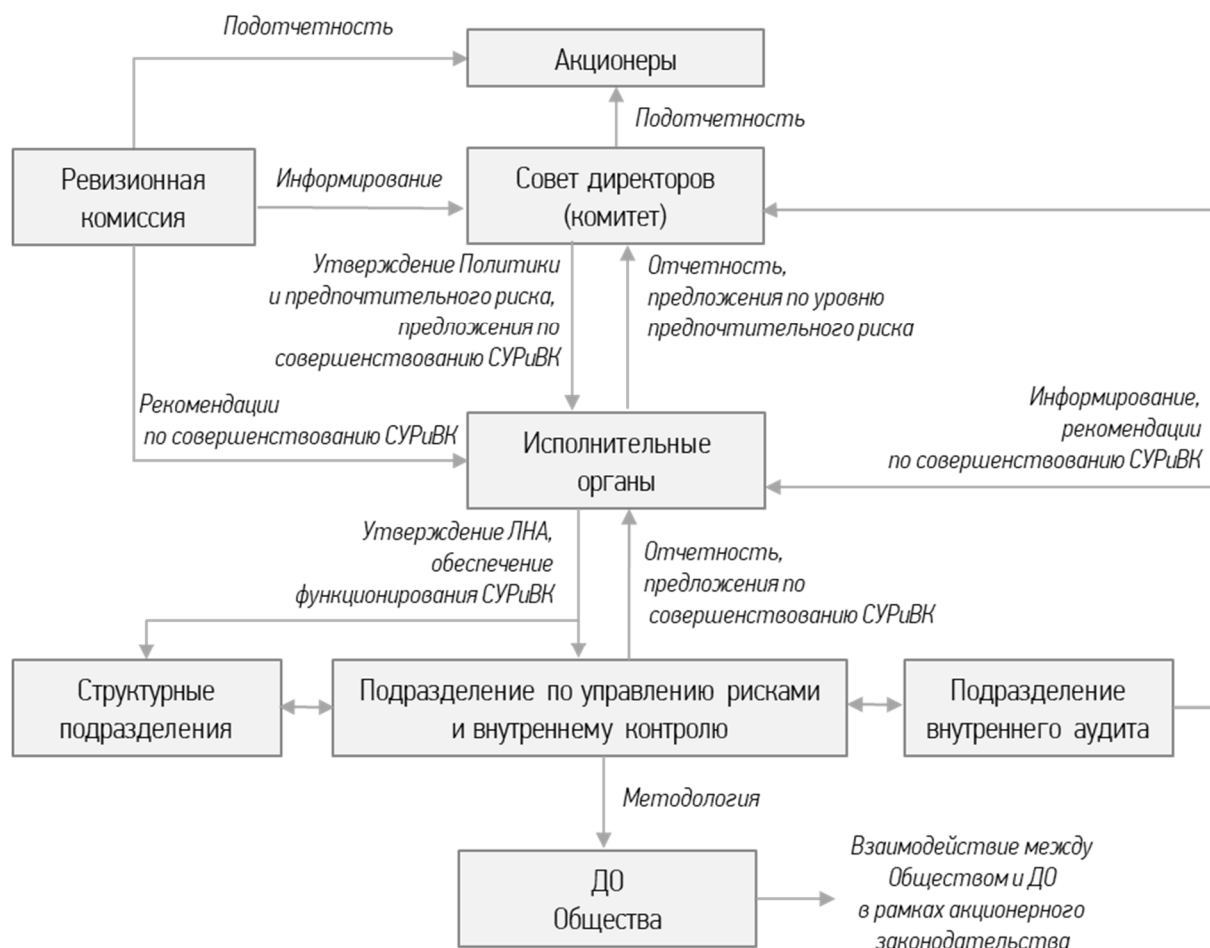 Подотчетность
Акционеры
Подотчетность
Ревизионная
комиссия
Информирование
Совет директоров
(комитет)
Утверждение Политики
и предпочтительного риска,
предложения по
совершенствованию СУРиВК
Отчетность,
предложения по уровню
предпочтительного риска
Рекомендации
по совершенствованию СУРиВК
Исполнительные
органы
Информирование,
рекомендации
по совершенствованию СУРиВК
Утверждение ЛНА,
обеспечение
функционирования СУРиВК
Отчетность,
предложения по
совершенствованию СУРиВК
Структурные
подразделения
Подразделение по управлению рисками
и внутреннему контролю
Подразделение
внутреннего аудита
Методология
ДО
Общества
Взаимодействие между
Обществом и ДО
в рамках акционерного
законодательства